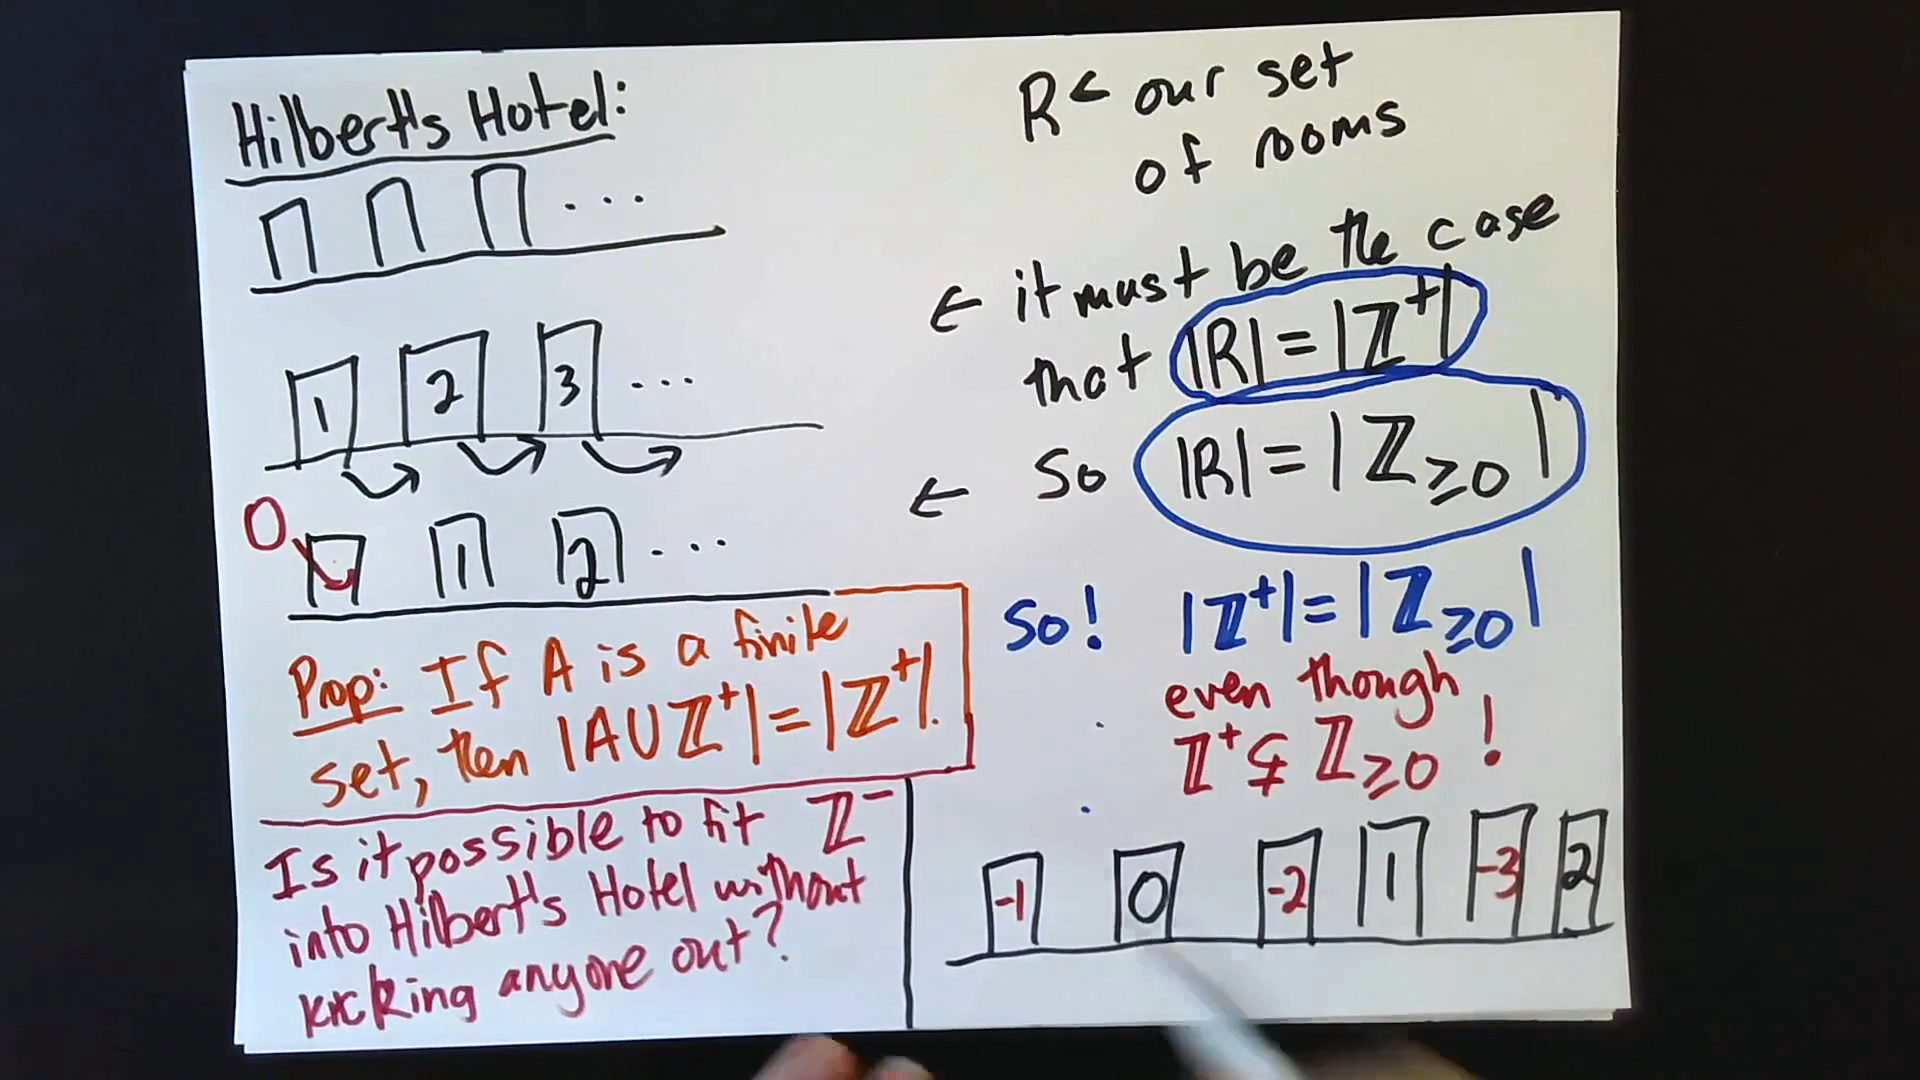 Hilbert's Hotel:
...
1 2 3 ...
0 1 2 ...
Prop: If A is a finite
set, then |A∪ℤ⁺|=|ℤ⁺|.
Is it possible to fit ℤ⁻
into Hilbert's Hotel without
kicking anyone out?
R ← our set
of rooms
← it must be the case
that |R|=|ℤ⁺|
← So |R|=|ℤ≥0|
So! |ℤ⁺|=|ℤ≥0|
even though
ℤ⁺⊊ℤ≥0!
-1 0 -2 1 -3 2